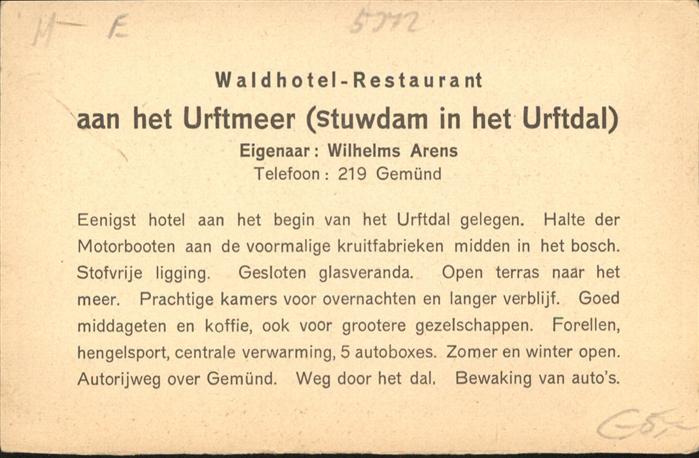 M- E 5m2
Waldhotel-Restaurant
aan het Urftmeer (Stuwdam in het Urftdal)
Eigenaar: Wilhelms Arens
Telefoon: 219 Gemünd
Eenigst hotel aan het begin van het Urftdal gelegen. Halte der
Motorbooten aan de voormalige kruitfabrieken midden in het bosch.
Stofvrije ligging. Gesloten glasveranda. Open terras naar het
meer. Prachtige kamers voor overnachten en langer verblijf. Goed
middageten en koffie, ook voor grootere gezelschappen. Forellen,
hengelsport, centrale verwarming, 5 autoboxes. Zomer en winter open.
Autorijweg over Gemünd. Weg door het dal. Bewaking van auto's.
€5,-